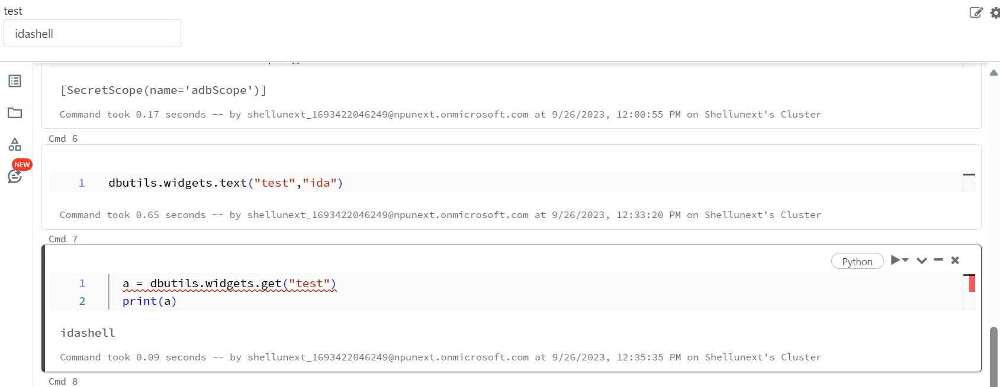 test
idashell
[SecretScope(name='adbScope')]
Command took 0.17 seconds -- by shellunext_1693422046249@npunext.onmicrosoft.com at 9/26/2023, 12:00:55 PM on Shellunext's Cluster
Cmd 6
NEW
1 dbutils.widgets.text("test","ida")
Command took 0.65 seconds -- by shellunext_1693422046249@npunext.onmicrosoft.com at 9/26/2023, 12:33:20 PM on Shellunext's Cluster
Cmd 7
Python
1 a = dbutils.widgets.get("test")
2 print(a)
idashell
Command took 0.09 seconds -- by shellunext_1693422046249@npunext.onmicrosoft.com at 9/26/2023, 12:35:35 PM on Shellunext's Cluster
Cmd 8